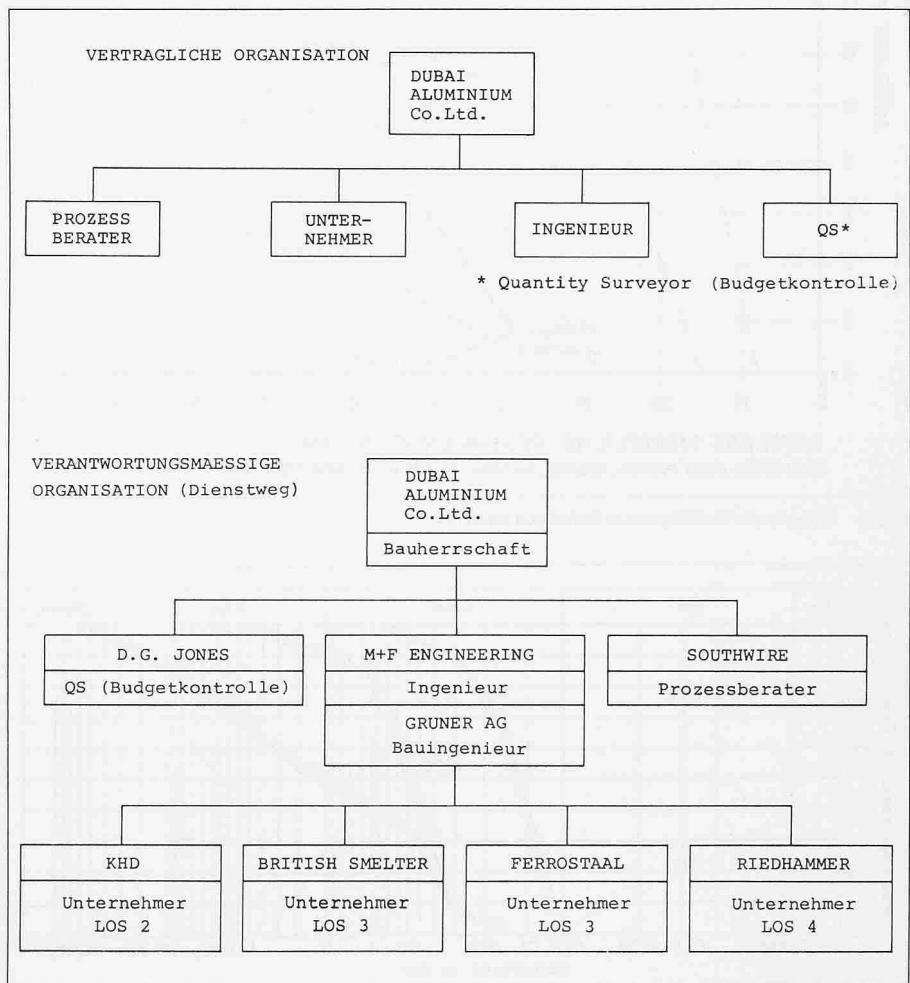 VERTRAGLICHE ORGANISATION
DUBAI
ALUMINIUM
Co.Ltd.
PROZESS
BERATER
UNTER-
NEHMER
INGENIEUR
QS*
* Quantity Surveyor (Budgetkontrolle)
VERANTWORTUNGSMAESSIGE
ORGANISATION (Dienstweg)
DUBAI
ALUMINIUM
Co.Ltd.
Bauherrschaft
D.G. JONES
QS (Budgetkontrolle)
M+F ENGINEERING
Ingenieur
GRUNER AG
Bauingenieur
SOUTHWIRE
Prozessberater
KHD
Unternehmer
LOS 2
BRITISH SMELTER
Unternehmer
LOS 3
FERROSTAAL
Unternehmer
LOS 3
RIEDHAMMER
Unternehmer
LOS 4